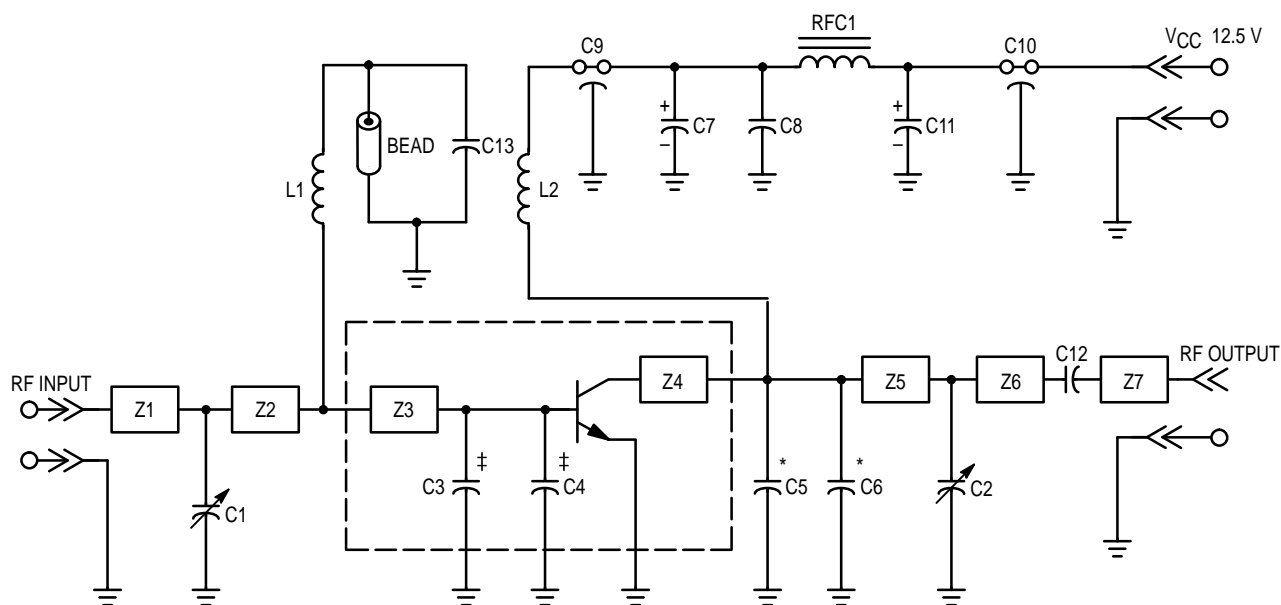 RFC1
C9
C10
VCC 12.5 V
+
C7
–
C8
+
C11
–
BEAD
C13
L1
L2
RF INPUT
Z1
Z2
Z3
Z4
Z5
Z6
C12
Z7
RF OUTPUT
C1
C3
‡
C4
‡
C5
*
C6
*
C2